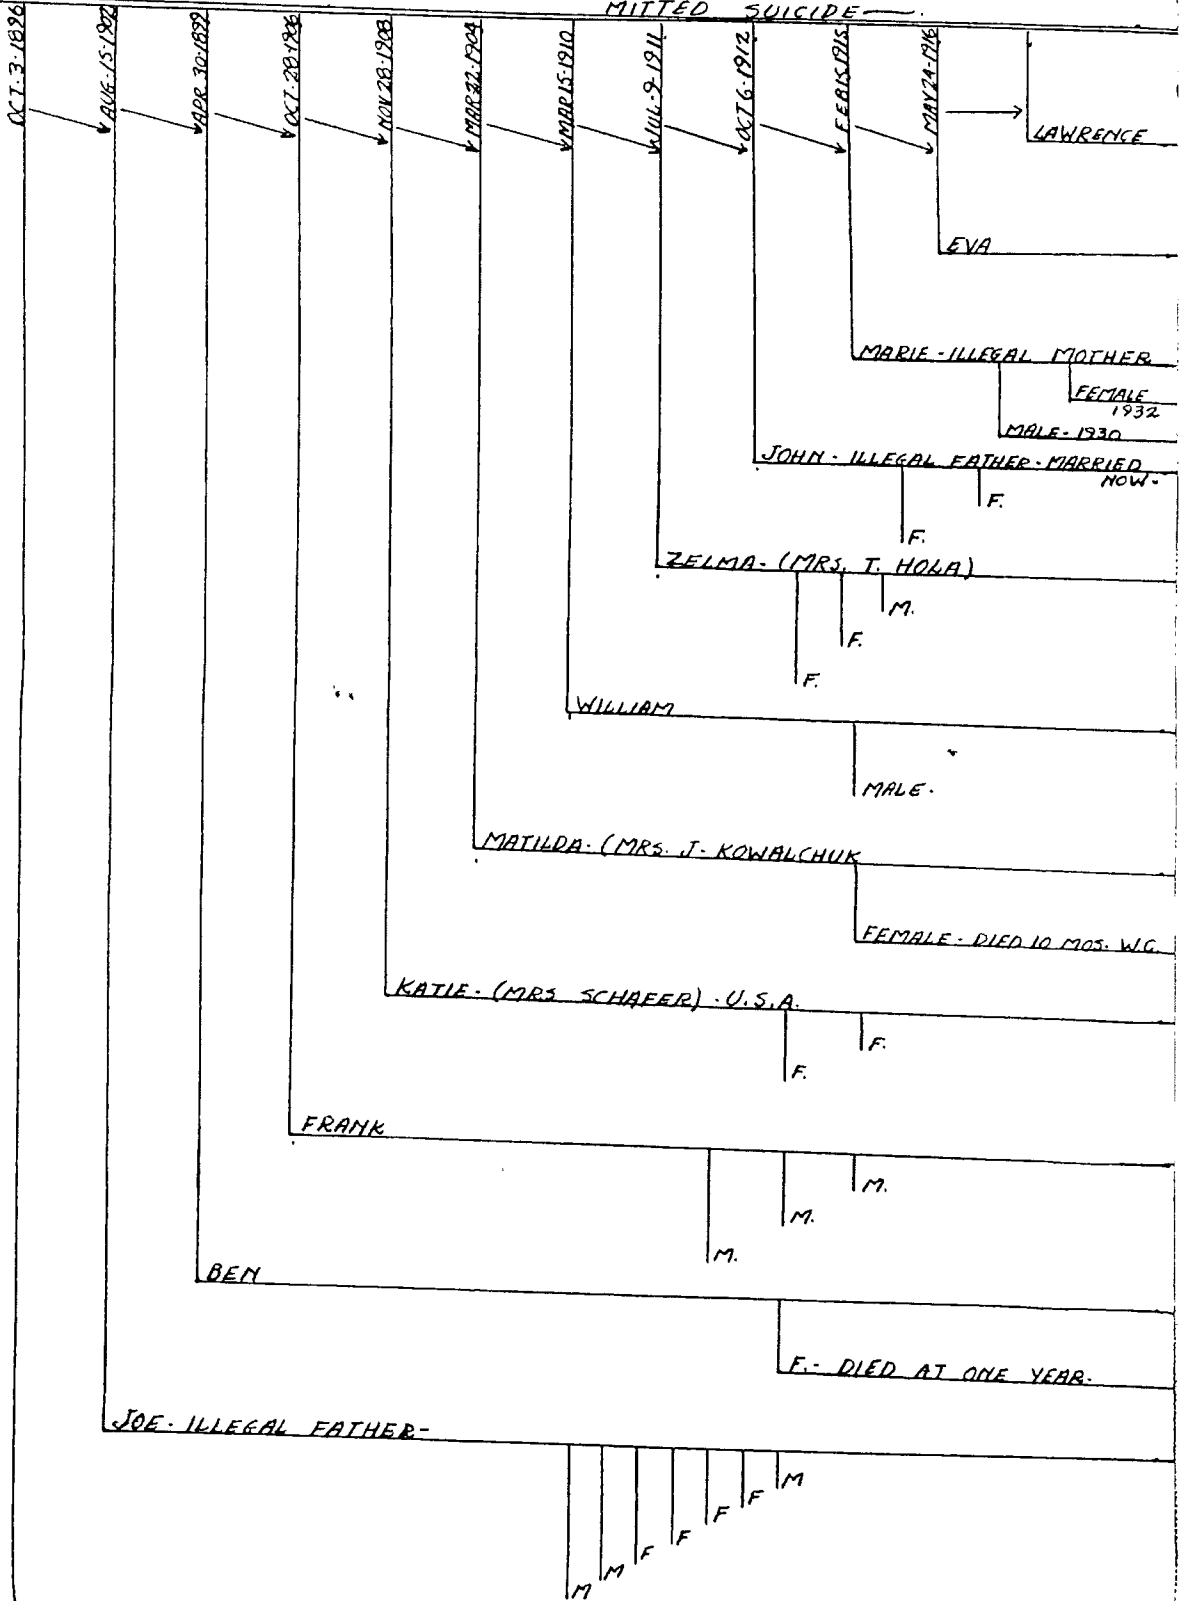 MITTED SUICIDE—.
OCT. 3. 1896
AUG. 15. 1902
APR. 30. 1899
OCT. 28. 1906
NOV 28. 1908
MAR 22. 1904
MAR 15. 1910
9. 1911
OCT 6. 1912
FEB 15 1915
MAY 24. 1916
LAWRENCE
EVA
MARIE - ILLEGAL MOTHER
FEMALE
1932
MALE - 1930
JOHN - ILLEGAL FATHER - MARRIED
NOW -
F.
F.
ZELMA - (MRS. T. HOLA)
M.
F.
F.
WILLIAM
MALE.
MATILDA - (MRS. J. KOWALCHUK
FEMALE - DIED 10 MOS. W.G.
KATIE - (MRS SCHAFER) - U.S.A.
F.
F.
FRANK
M.
M.
M.
BEN
F. - DIED AT ONE YEAR.
JOE - ILLEGAL FATHER -
M
F
F
F
F
M
M